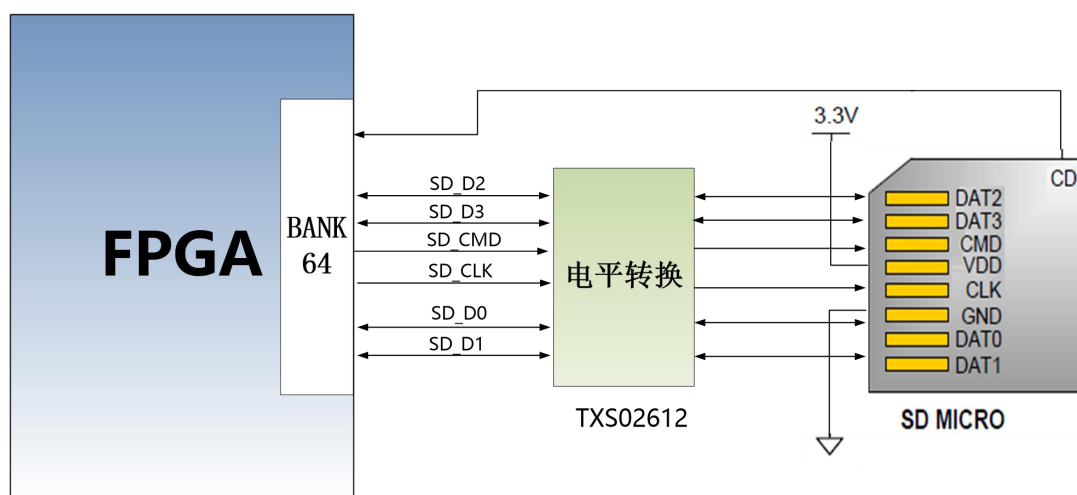 FPGA
BANK
64
SD_D2
SD_D3
SD_CMD
SD_CLK
SD_D0
SD_D1
电平转换
TXS02612
3.3V
CD
DAT2
DAT3
CMD
VDD
CLK
GND
DAT0
DAT1
SD MICRO